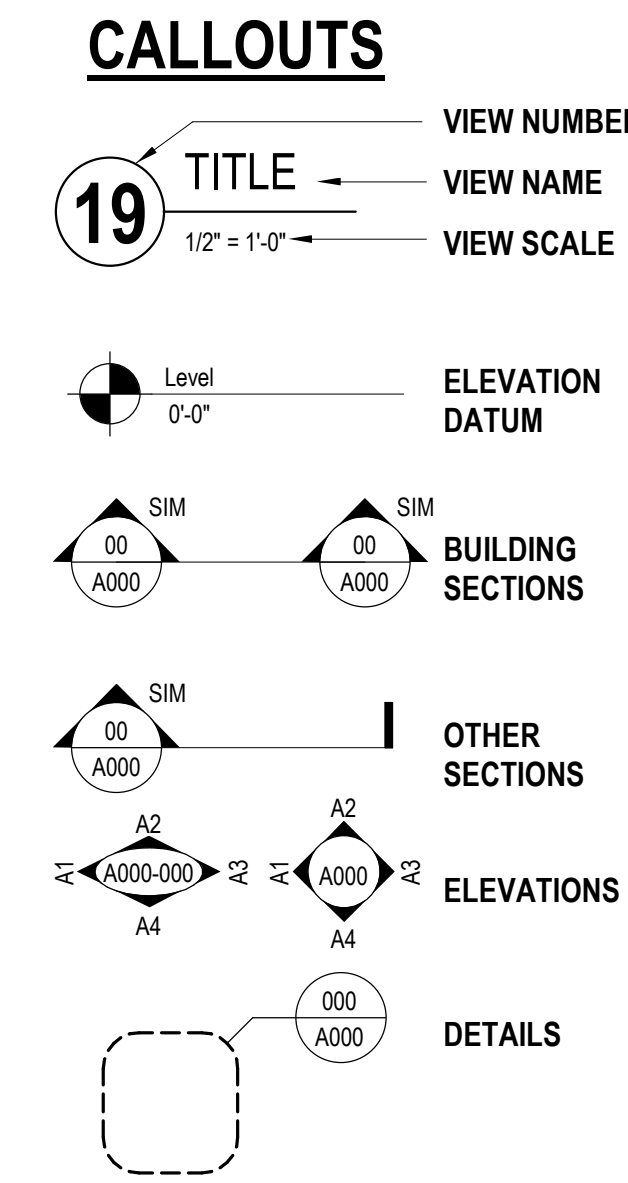 CALLOUTS
VIEW NUMBER
19
TITLE
VIEW NAME
1/2" = 1'-0"
VIEW SCALE
Level
0'-0"
ELEVATION
DATUM
SIM
SIM
00
00
A000
A000
BUILDING
SECTIONS
SIM
00
A000
OTHER
SECTIONS
A2
A1
A000-000
A3
A4
A2
A1
A000
A3
A4
ELEVATIONS
000
A000
DETAILS